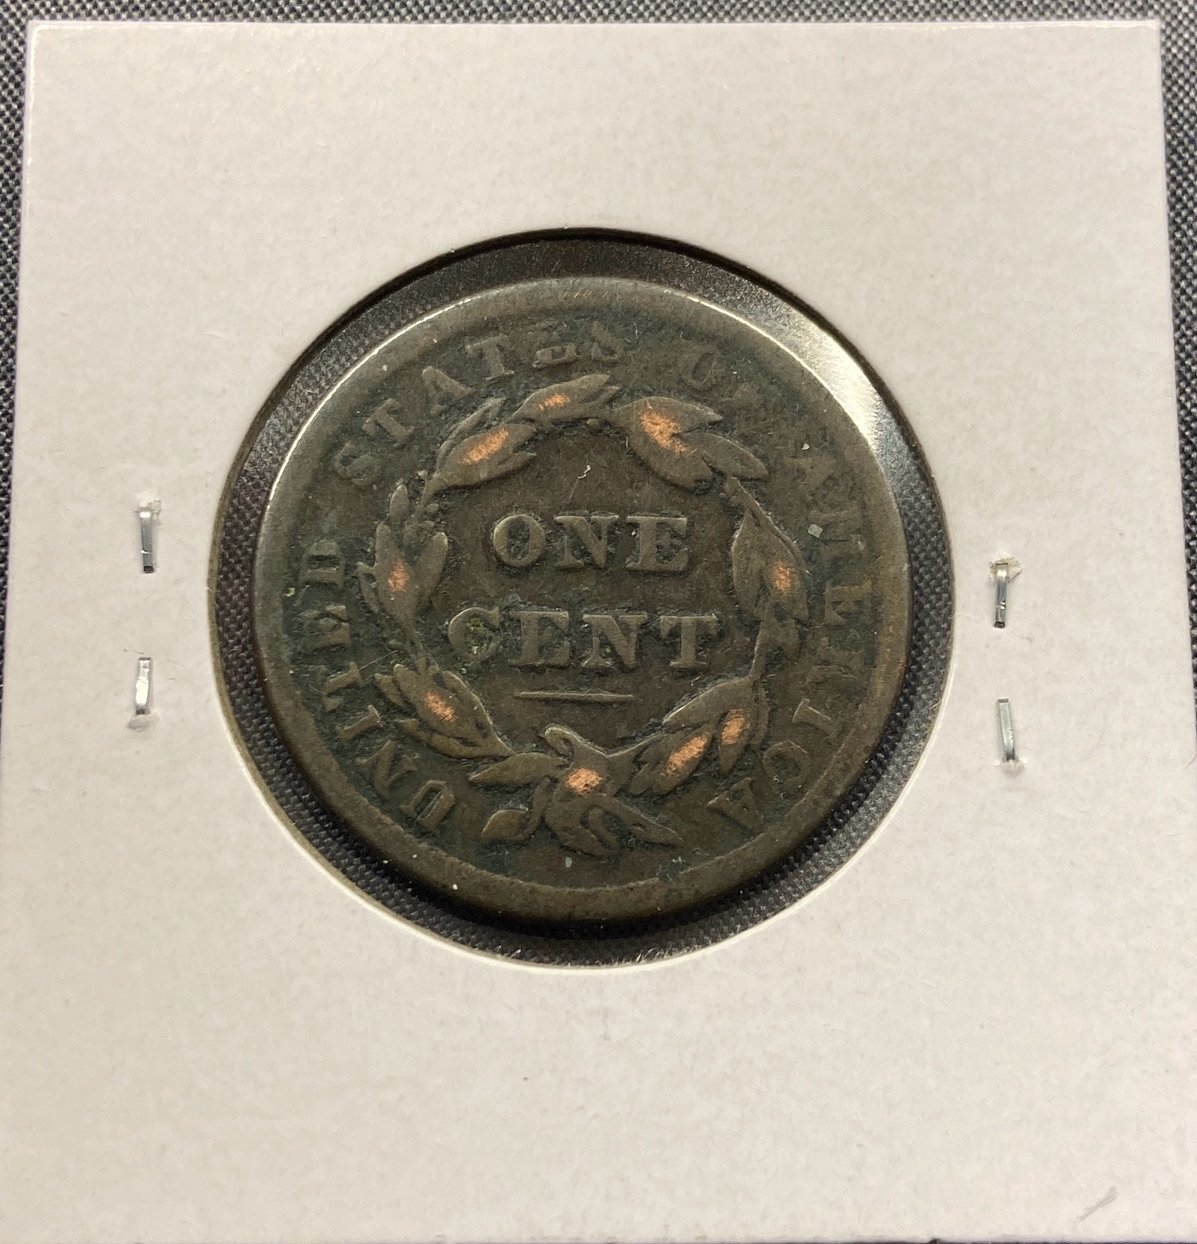 UNITED STATES OF AMERICA
ONE
CENT